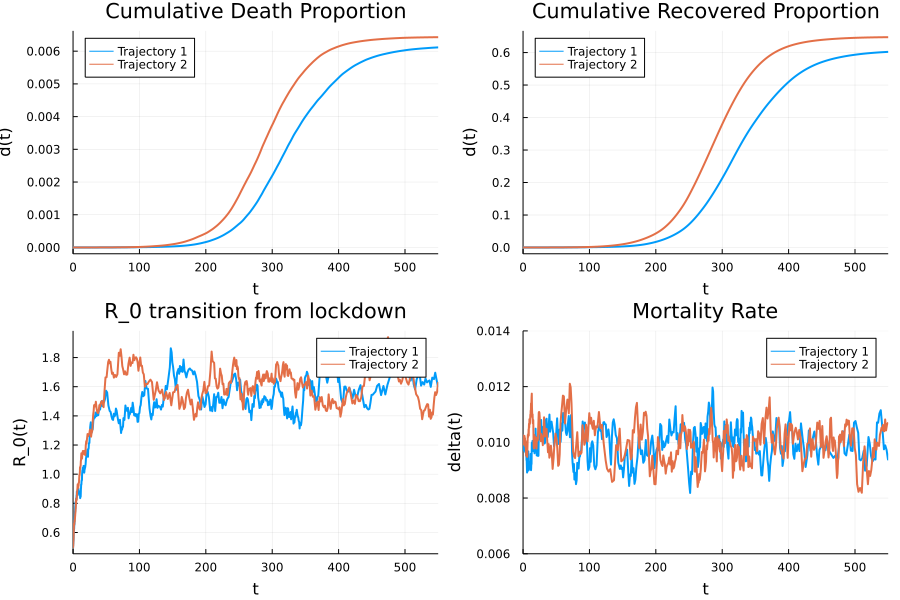 Cumulative Death Proportion
d(t)
0.006
0.005
0.004
0.003
0.002
0.001
0.000
Trajectory 1
Trajectory 2
0 100 200 300 400 500
t
Cumulative Recovered Proportion
d(t)
0.6
0.5
0.4
0.3
0.2
0.1
0.0
Trajectory 1
Trajectory 2
0 100 200 300 400 500
t
R_0 transition from lockdown
R_0(t)
1.8
1.6
1.4
1.2
1.0
0.8
0.6
Trajectory 1
Trajectory 2
0 100 200 300 400 500
t
Mortality Rate
delta(t)
0.014
0.012
0.010
0.008
0.006
Trajectory 1
Trajectory 2
0 100 200 300 400 500
t